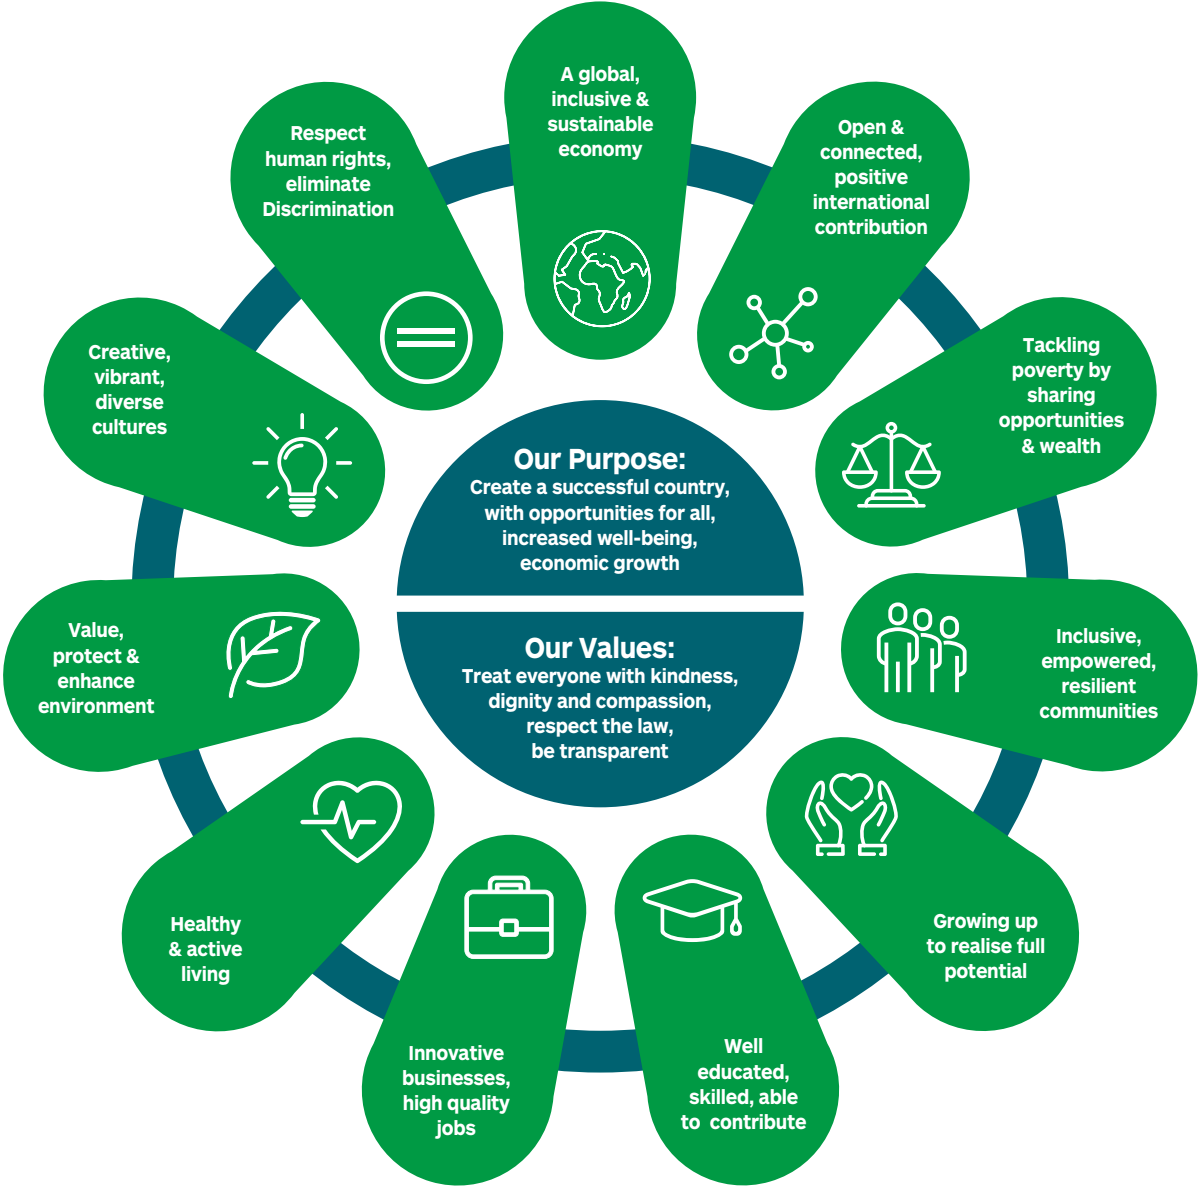 A global,
inclusive &
sustainable
economy
Open &
connected,
positive
international
contribution
Tackling
poverty by
sharing
opportunities
& wealth
Inclusive,
empowered,
resilient
communities
Growing up
to realise full
potential
Well
educated,
skilled, able
to contribute
Innovative
businesses,
high quality
jobs
Healthy
& active
living
Value,
protect &
enhance
environment
Creative,
vibrant,
diverse
cultures
Respect
human rights,
eliminate
Discrimination
Our Purpose:
Create a successful country,
with opportunities for all,
increased well-being,
economic growth
Our Values:
Treat everyone with kindness,
dignity and compassion,
respect the law,
be transparent